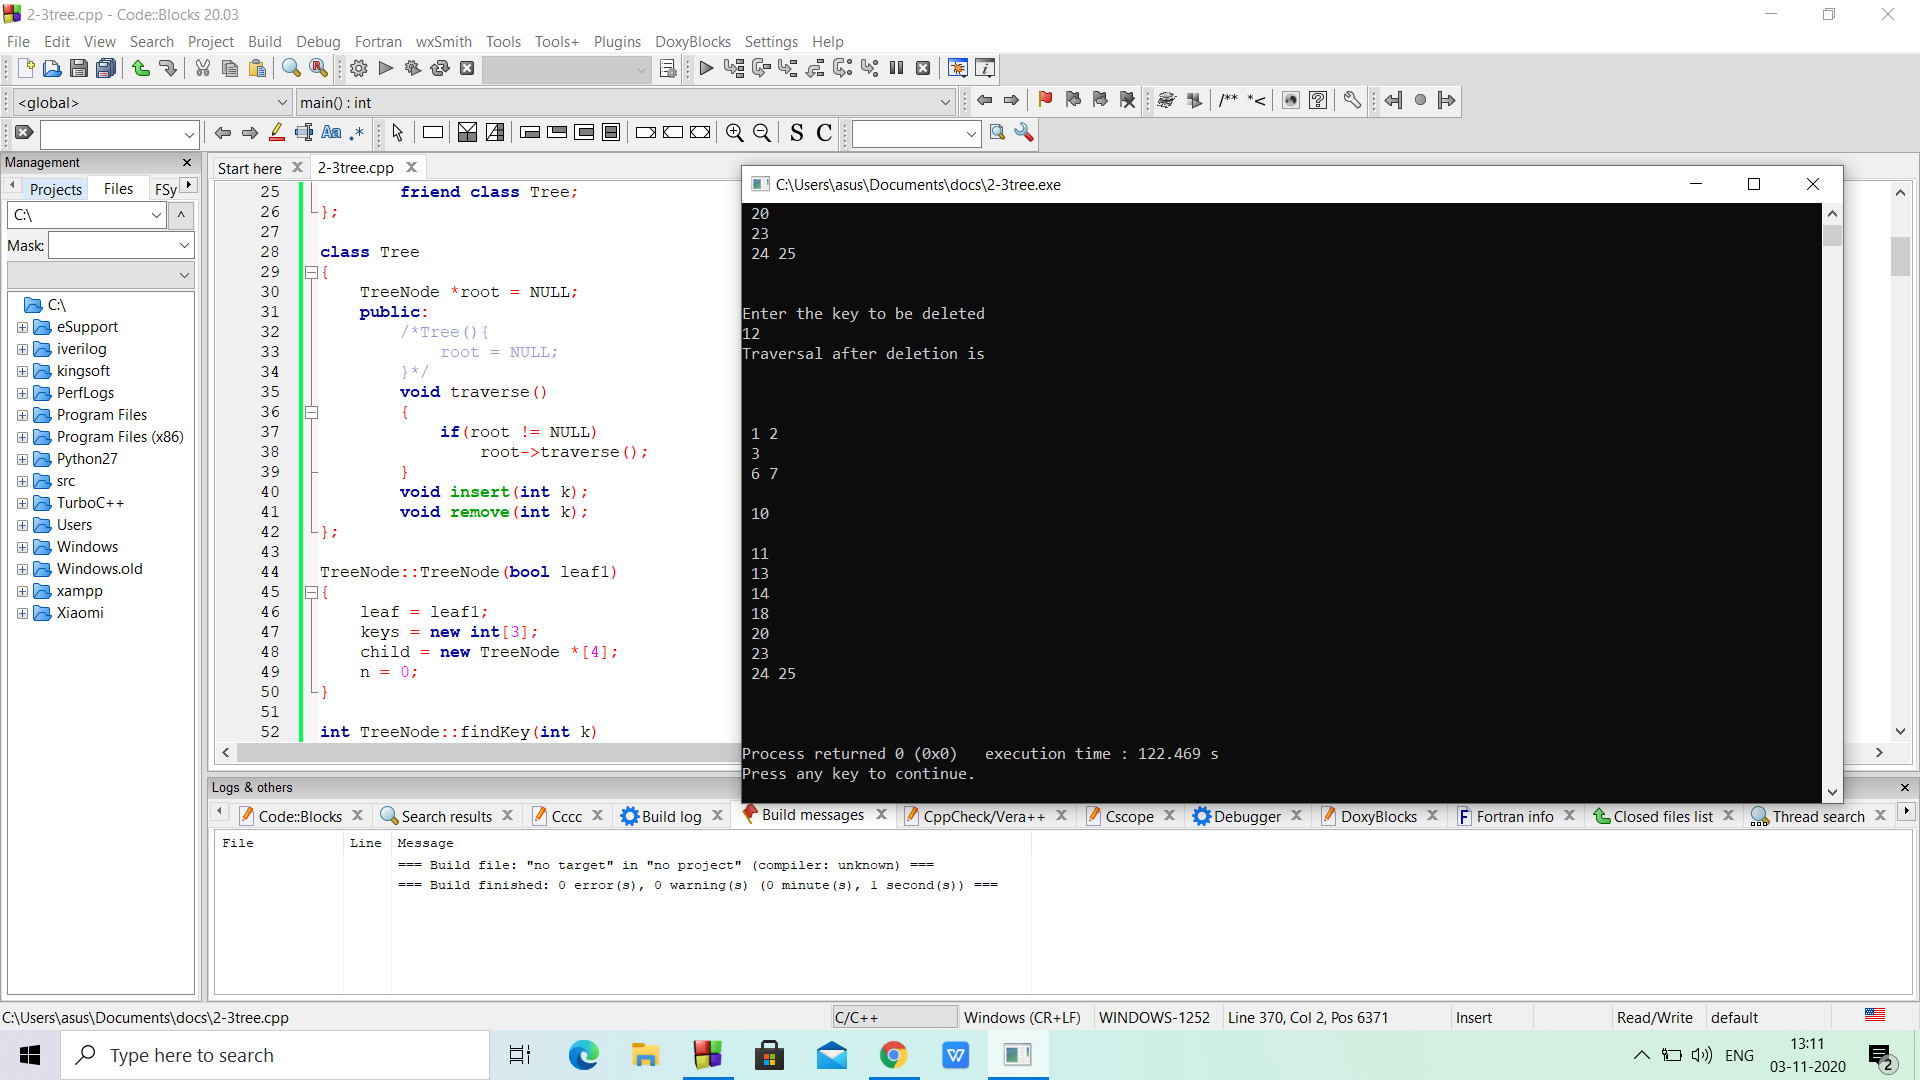 2-3tree.cpp - Code::Blocks 20.03
File Edit View Search Project Build Debug Fortran wxSmith Tools Tools+ Plugins DoxyBlocks Settings Help
<global> main() : int
/** *<
Aa .* S C
Management
Projects Files FSy
C:\
Mask:
C:\
eSupport
iverilog
kingsoft
PerfLogs
Program Files
Program Files (x86)
Python27
src
TurboC++
Users
Windows
Windows.old
xampp
Xiaomi
Start here 2-3tree.cpp
25 friend class Tree;
26 };
27
28 class Tree
29 {
30 TreeNode *root = NULL;
31 public:
32 /*Tree(){
33 root = NULL;
34 }*/
35 void traverse()
36 {
37 if(root != NULL)
38 root->traverse();
39 }
40 void insert(int k);
41 void remove(int k);
42 };
43
44 TreeNode::TreeNode(bool leaf1)
45 {
46 leaf = leaf1;
47 keys = new int[3];
48 child = new TreeNode *[4];
49 n = 0;
50 }
51
52 int TreeNode::findKey(int k)
C:\Users\asus\Documents\docs\2-3tree.exe
20
23
24 25
Enter the key to be deleted
12
Traversal after deletion is
1 2
3
6 7
10
11
13
14
18
20
23
24 25
Process returned 0 (0x0) execution time : 122.469 s
Press any key to continue.
Logs & others
Code::Blocks Search results Cccc Build log Build messages CppCheck/Vera++ Cscope Debugger DoxyBlocks Fortran info Closed files list Thread search
File Line Message
=== Build file: "no target" in "no project" (compiler: unknown) ===
=== Build finished: 0 error(s), 0 warning(s) (0 minute(s), 1 second(s)) ===
C:\Users\asus\Documents\docs\2-3tree.cpp C/C++ Windows (CR+LF) WINDOWS-1252 Line 370, Col 2, Pos 6371 Insert Read/Write default
Type here to search
ENG
13:11
03-11-2020
2